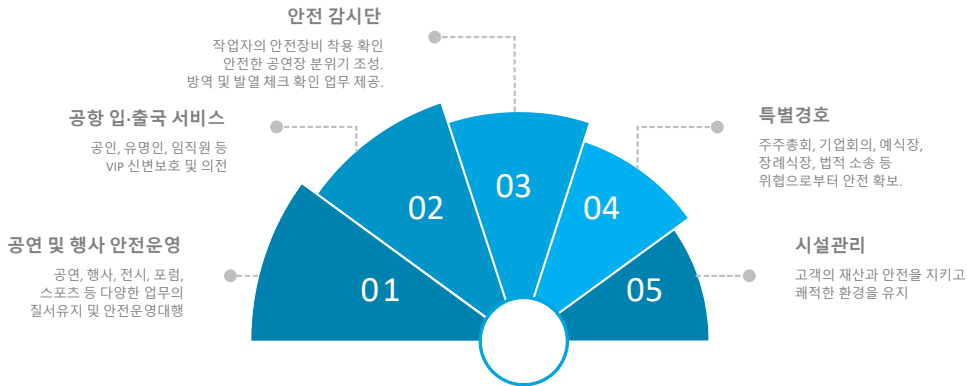 안전 감시단
작업자의 안전장비 착용 확인
안전한 공연장 분위기 조성.
방역 및 발열 체크 확인 업무 제공.
공항 입·출국 서비스
공인, 유명인, 임직원 등
VIP 신변보호 및 의전
특별경호
주주총회, 기업회의, 예식장,
장례식장, 법적 소송 등
위협으로부터 안전 확보.
공연 및 행사 안전운영
공연, 행사, 전시, 포럼,
스포츠 등 다양한 업무의
질서유지 및 안전운영대행
시설관리
고객의 재산과 안전을 지키고
쾌적한 환경을 유지
01
02
03
04
05